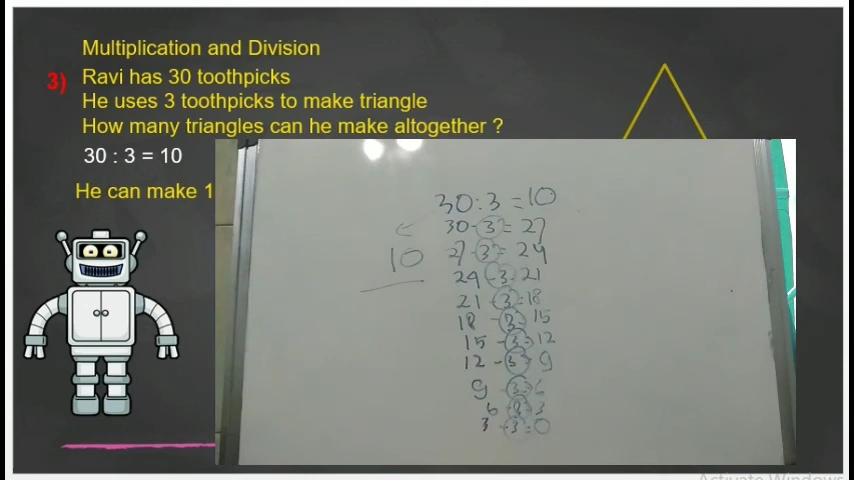 Multiplication and Division
3) Ravi has 30 toothpicks
He uses 3 toothpicks to make triangle
How many triangles can he make altogether ?
30 : 3 = 10
He can make 1
30:3 = 10
30-3 = 27
10
27-3 = 24
24-3=21
21-3=18
18-3=15
15-3=12
12-3=9
9-3=6
6-3=3
3-3=0
Activate Windows